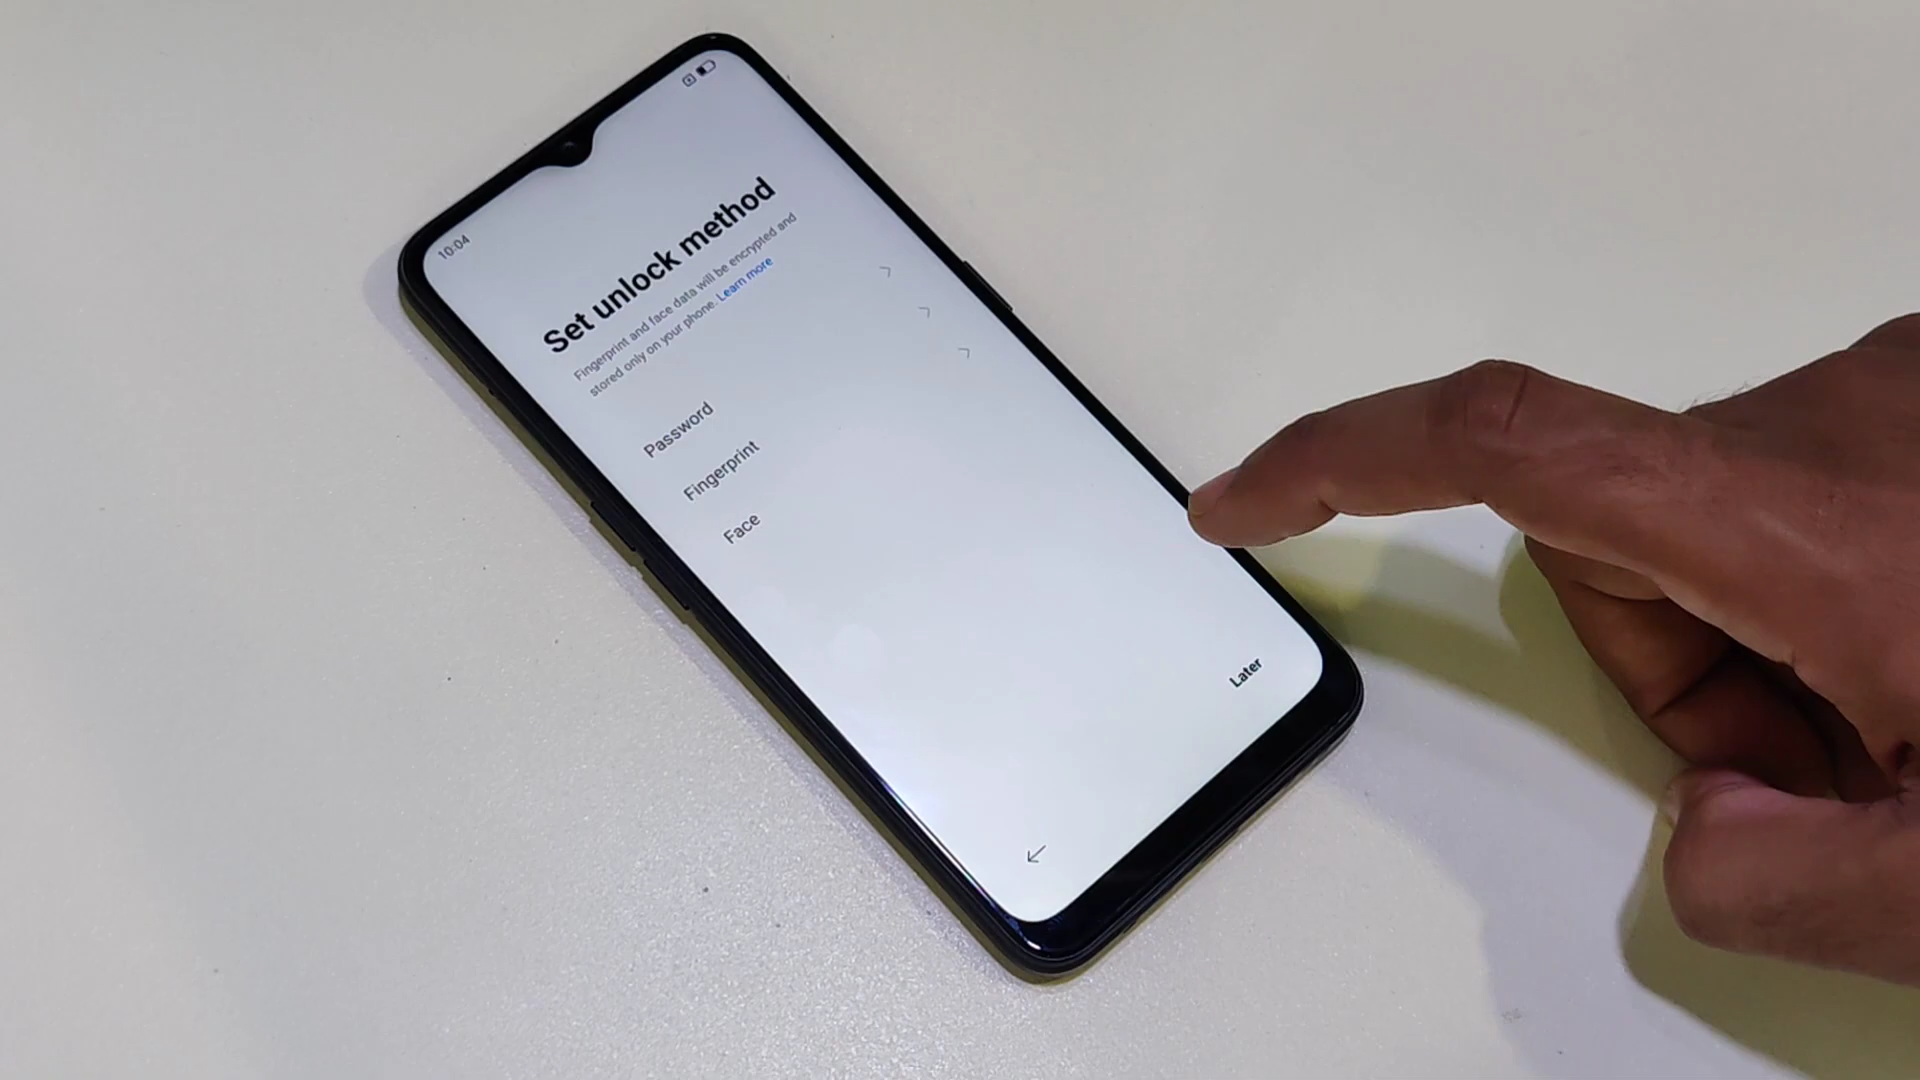 10:04
Set unlock method
Fingerprint and face data will be encrypted and
stored only on your phone. Learn more
Password
Fingerprint
Face
Later